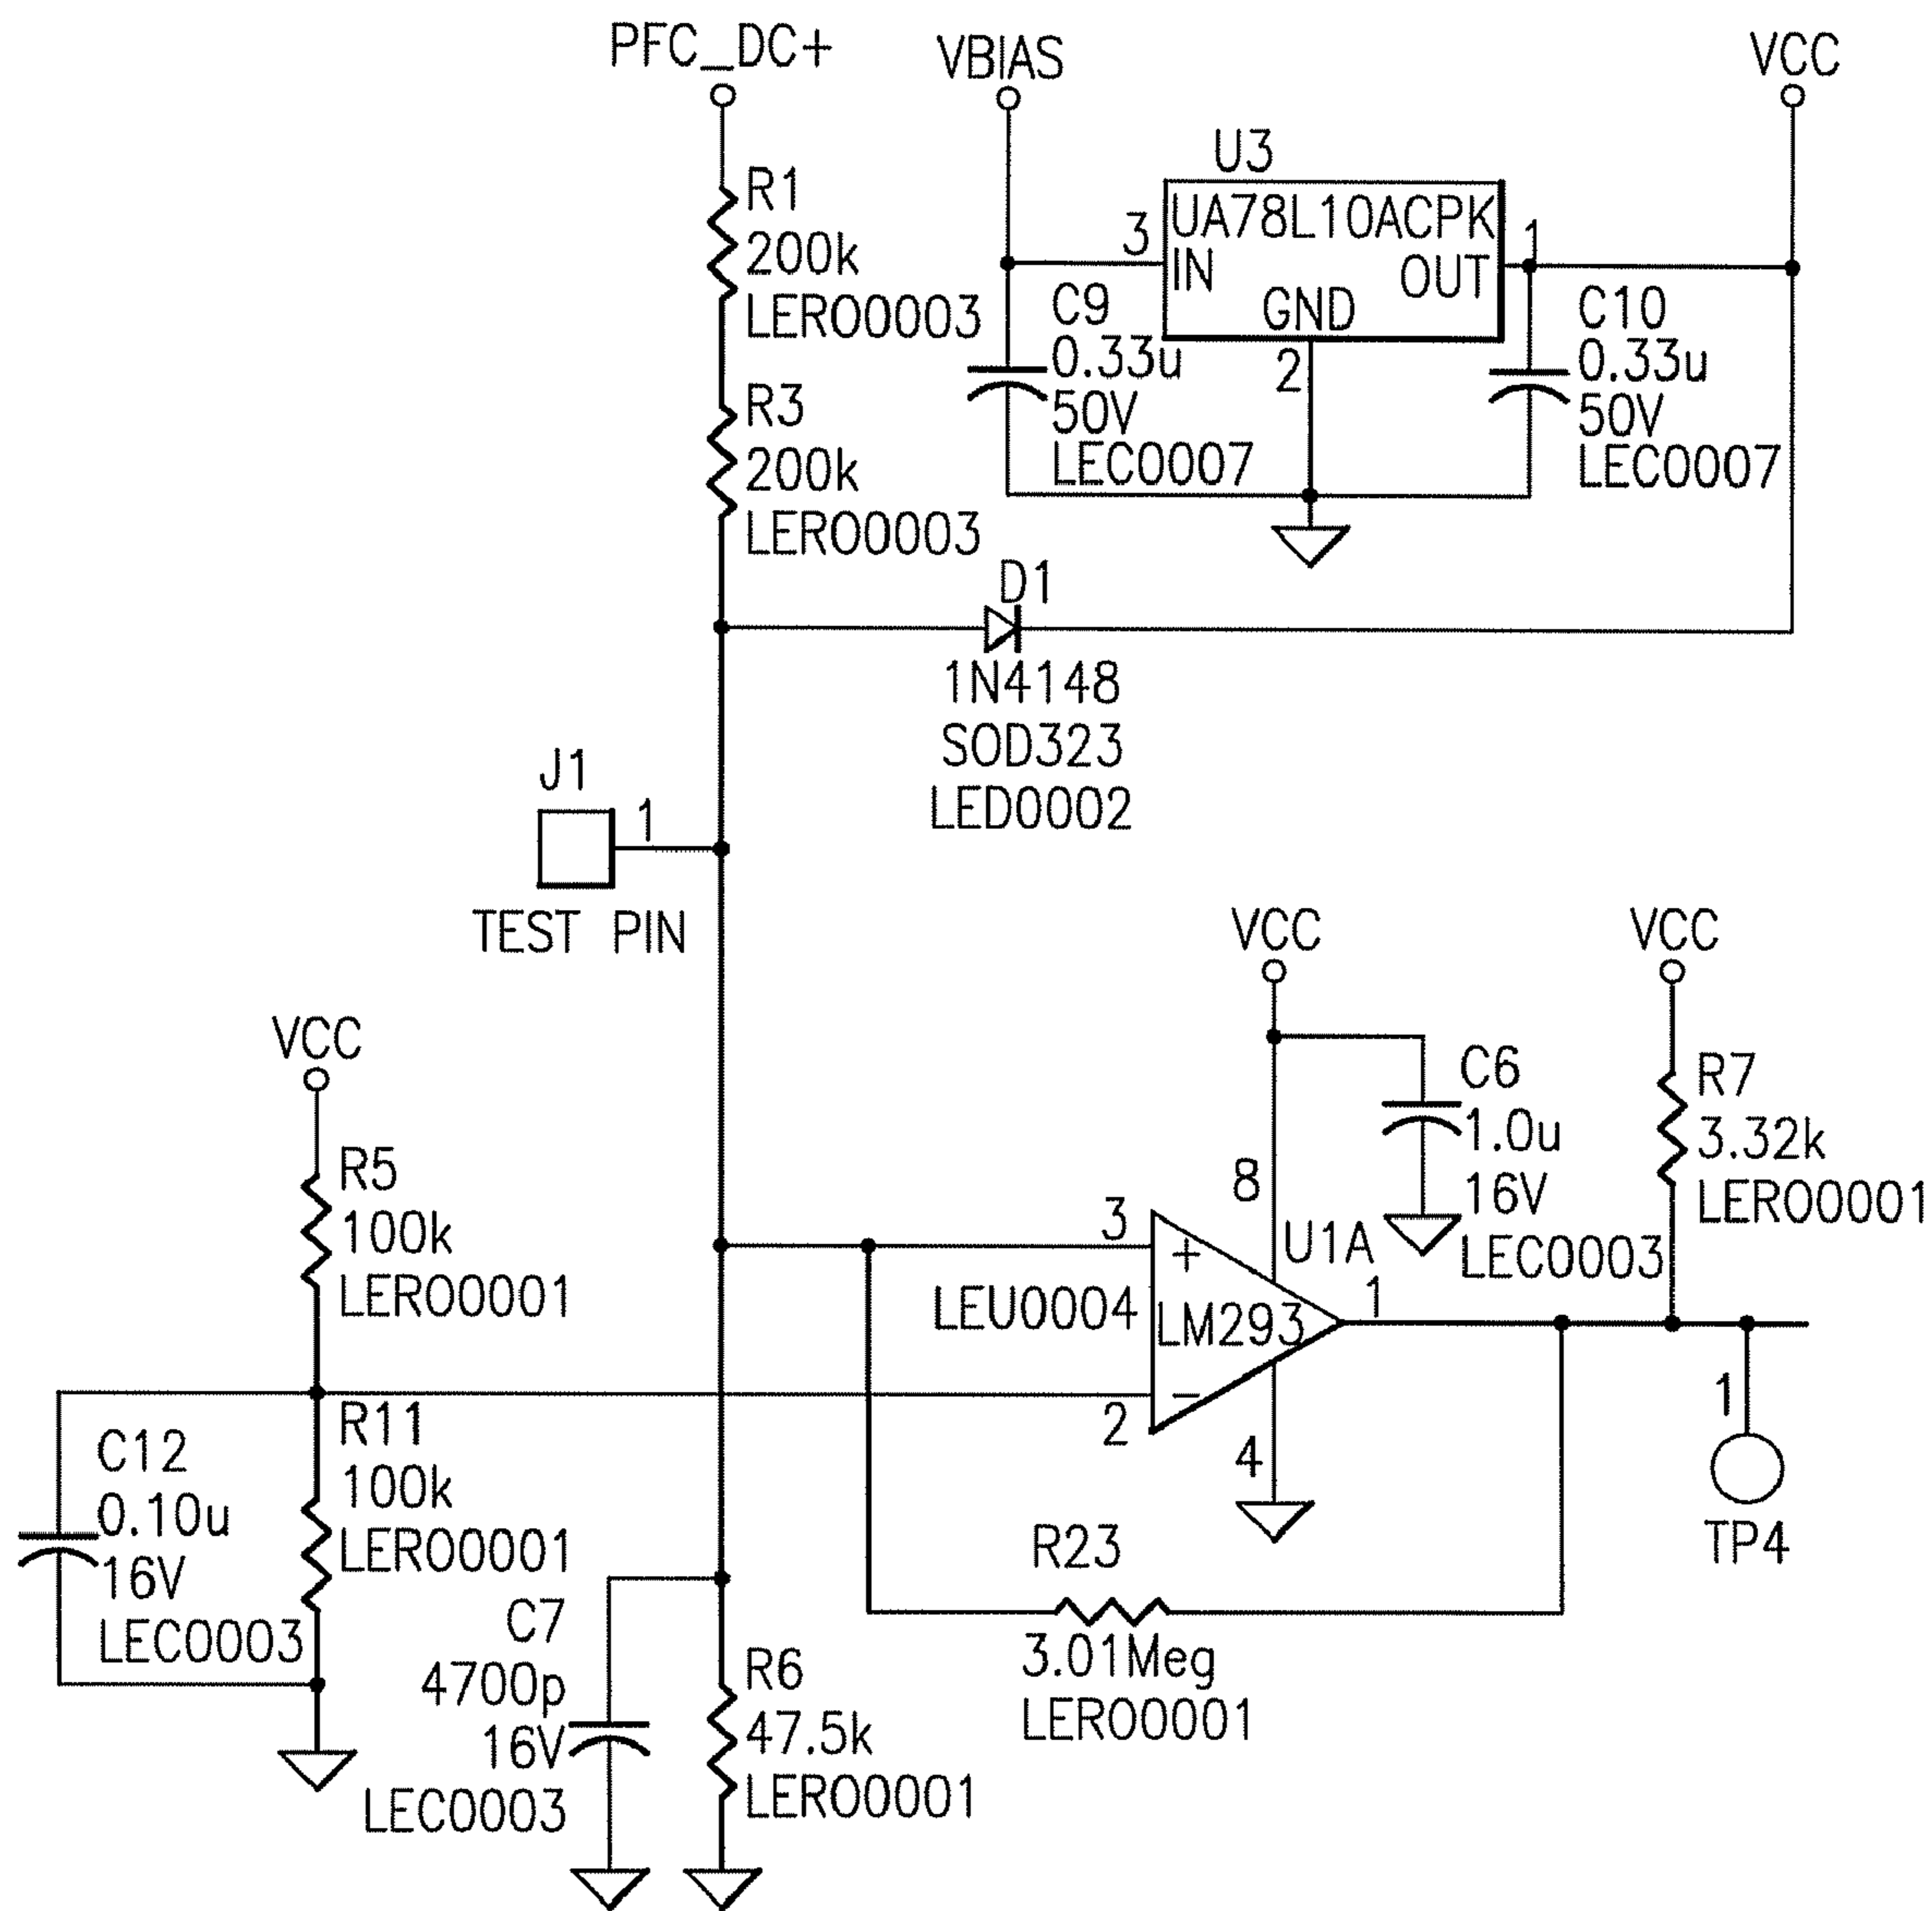 PFC_DC+
VBIAS
VCC
U3
UA78L10ACPK
3
IN
OUT
1
GND
2
R1
200k
LER00003
C9
0.33u
50V
LEC0007
C10
0.33u
50V
LEC0007
R3
200k
LER00003
D1
1N4148
SOD323
LED0002
J1
1
TEST PIN
VCC
VCC
VCC
C6
1.0u
16V
LEC0003
R7
3.32k
LER00001
R5
100k
LER00001
8
3
+
U1A
LEU0004
LM293
1
−
2
4
1
TP4
R11
100k
LER00001
C12
0.10u
16V
LEC0003
R23
3.01Meg
LER00001
C7
4700p
16V
LEC0003
R6
47.5k
LER00001